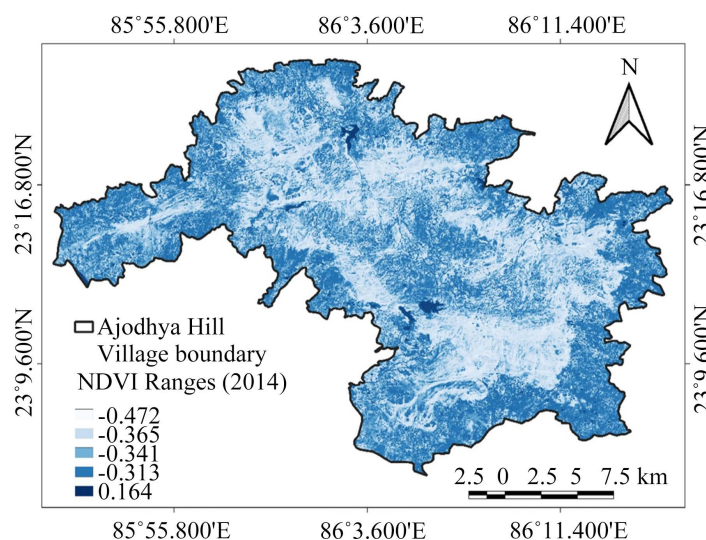 85°55.800'E 86°3.600'E 86°11.400'E
N
23°16.800'N
23°16.800'N
23°9.600'N
23°9.600'N
Ajodhya Hill
Village boundary
NDVI Ranges (2014)
-0.472
-0.365
-0.341
-0.313
0.164
2.5 0 2.5 5 7.5 km
85°55.800'E 86°3.600'E 86°11.400'E